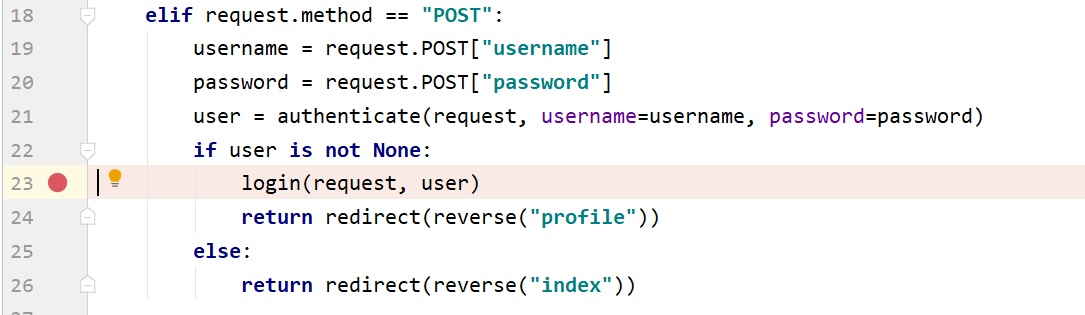 18 elif request.method == "POST":
19 username = request.POST["username"]
20 password = request.POST["password"]
21 user = authenticate(request, username=username, password=password)
22 if user is not None:
23 login(request, user)
24 return redirect(reverse("profile"))
25 else:
26 return redirect(reverse("index"))